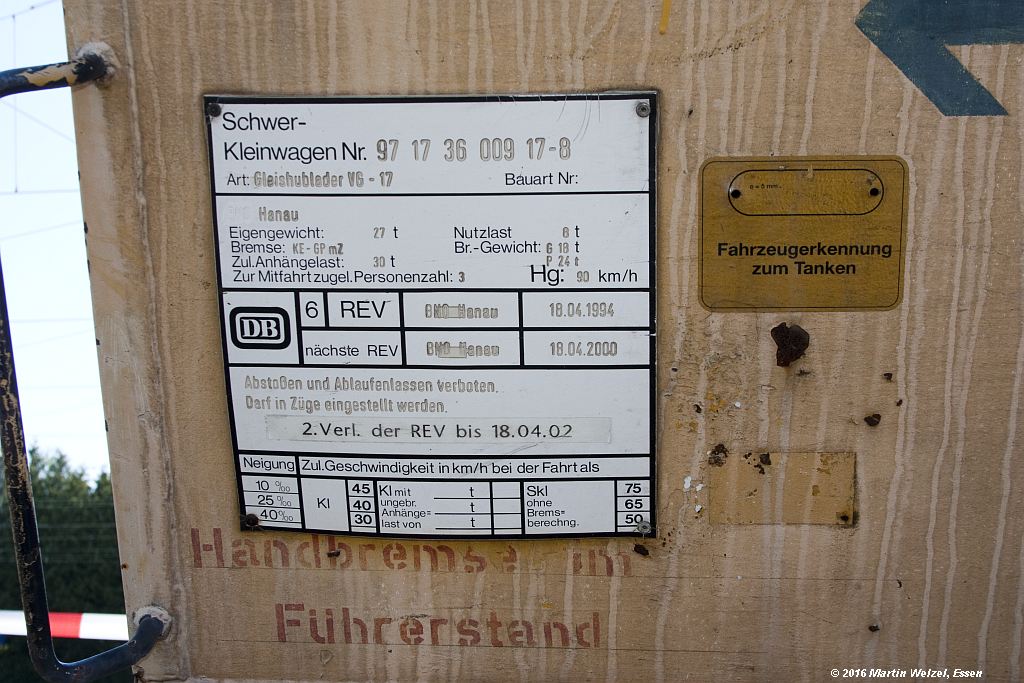 Schwer-
Kleinwagen Nr. 97 17 36 009 17-8
Art: Gleishublader VG - 17 Bauart Nr:
Hanau
Eigengewicht: 27 t Nutzlast 8 t
Bremse: KE-GP mZ Br.-Gewicht: G 18 t
P 24 t
Zul.Anhängelast: 30 t
Zur Mitfahrt zugel.Personenzahl: 3 Hg: 90 km/h
DB 6 REV Hanau 18.04.1994
nächste REV Hanau 18.04.2000
Abstoßen und Ablaufenlassen verboten.
Darf in Züge eingestellt werden.
2.Verl. der REV bis 18.04.02
Neigung Zul.Geschwindigkeit in km/h bei der Fahrt als
10 ‰ Kl 45 Kl mit t Skl 75
25 ‰ 40 ungebr. t ohne 65
40 ‰ 30 Anhänge= t Brems= 50
last von berechng.
e = 5 mm
Fahrzeugerkennung
zum Tanken
Handbremse im
Führerstand
© 2016 Martin Welzel, Essen